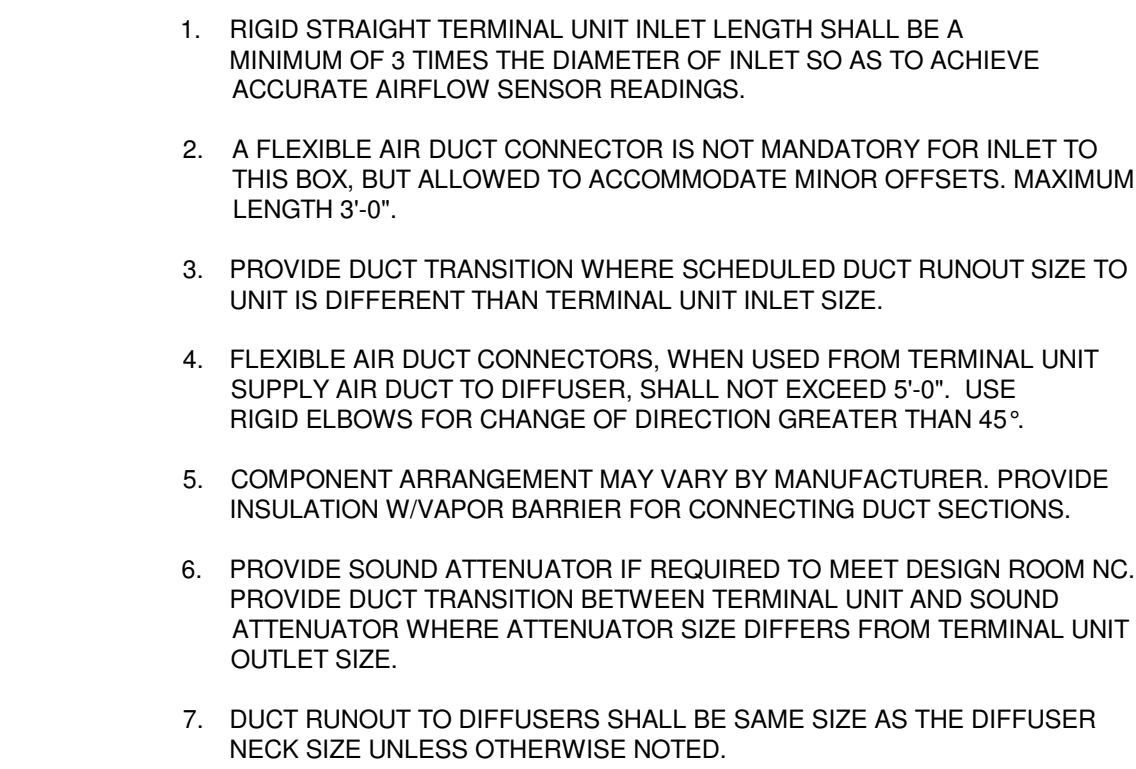 1. RIGID STRAIGHT TERMINAL UNIT INLET LENGTH SHALL BE A
MINIMUM OF 3 TIMES THE DIAMETER OF INLET SO AS TO ACHIEVE
ACCURATE AIRFLOW SENSOR READINGS.
2. A FLEXIBLE AIR DUCT CONNECTOR IS NOT MANDATORY FOR INLET TO
THIS BOX, BUT ALLOWED TO ACCOMMODATE MINOR OFFSETS. MAXIMUM
LENGTH 3'-0".
3. PROVIDE DUCT TRANSITION WHERE SCHEDULED DUCT RUNOUT SIZE TO
UNIT IS DIFFERENT THAN TERMINAL UNIT INLET SIZE.
4. FLEXIBLE AIR DUCT CONNECTORS, WHEN USED FROM TERMINAL UNIT
SUPPLY AIR DUCT TO DIFFUSER, SHALL NOT EXCEED 5'-0". USE
RIGID ELBOWS FOR CHANGE OF DIRECTION GREATER THAN 45°.
5. COMPONENT ARRANGEMENT MAY VARY BY MANUFACTURER. PROVIDE
INSULATION W/VAPOR BARRIER FOR CONNECTING DUCT SECTIONS.
6. PROVIDE SOUND ATTENUATOR IF REQUIRED TO MEET DESIGN ROOM NC.
PROVIDE DUCT TRANSITION BETWEEN TERMINAL UNIT AND SOUND
ATTENUATOR WHERE ATTENUATOR SIZE DIFFERS FROM TERMINAL UNIT
OUTLET SIZE.
7. DUCT RUNOUT TO DIFFUSERS SHALL BE SAME SIZE AS THE DIFFUSER
NECK SIZE UNLESS OTHERWISE NOTED.